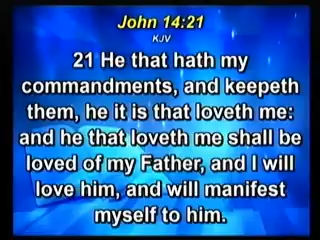 John 14:21
KJV
21 He that hath my
commandments, and keepeth
them, he it is that loveth me:
and he that loveth me shall be
loved of my Father, and I will
love him, and will manifest
myself to him.